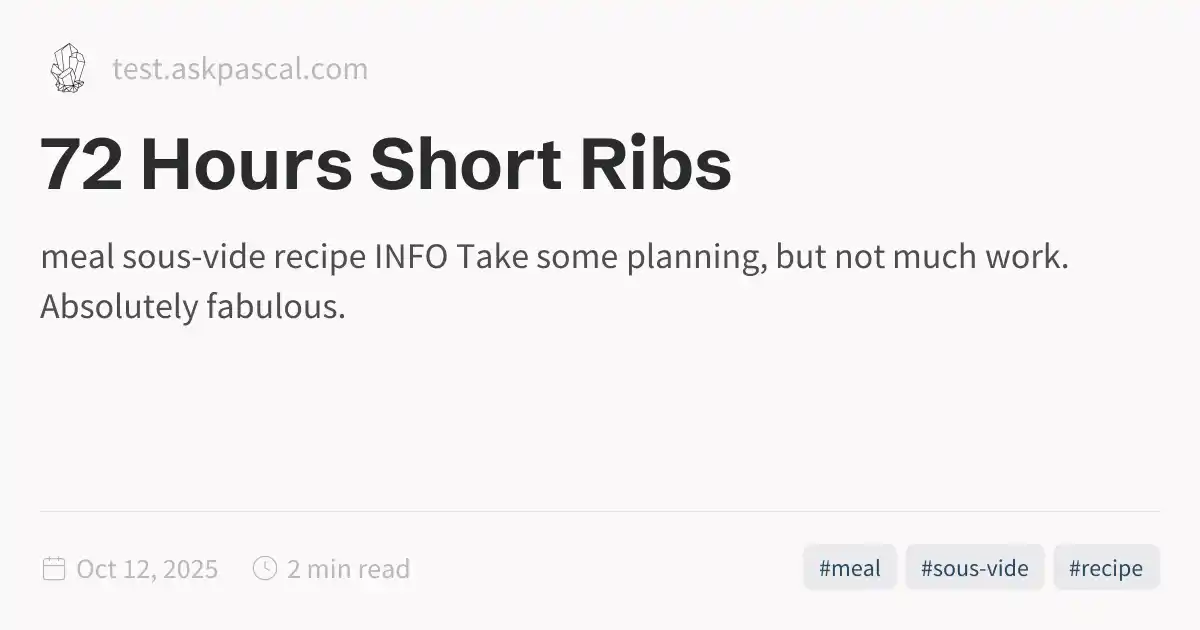 test.askpascal.com
72 Hours Short Ribs
meal sous-vide recipe INFO Take some planning, but not much work.
Absolutely fabulous.
Oct 12, 2025 2 min read #meal #sous-vide #recipe